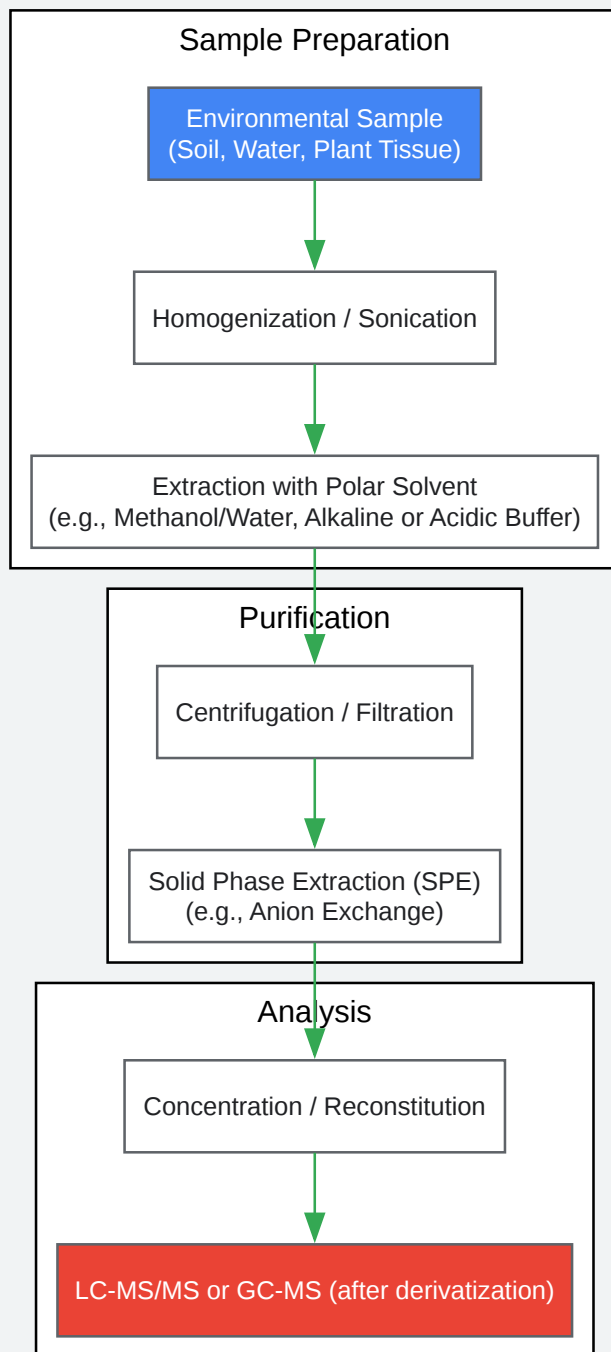 Sample Preparation
Environmental Sample
(Soil, Water, Plant Tissue)
Homogenization / Sonication
Extraction with Polar Solvent
(e.g., Methanol/Water, Alkaline or Acidic Buffer)
Purification
Centrifugation / Filtration
Solid Phase Extraction (SPE)
(e.g., Anion Exchange)
Analysis
Concentration / Reconstitution
LC-MS/MS or GC-MS (after derivatization)